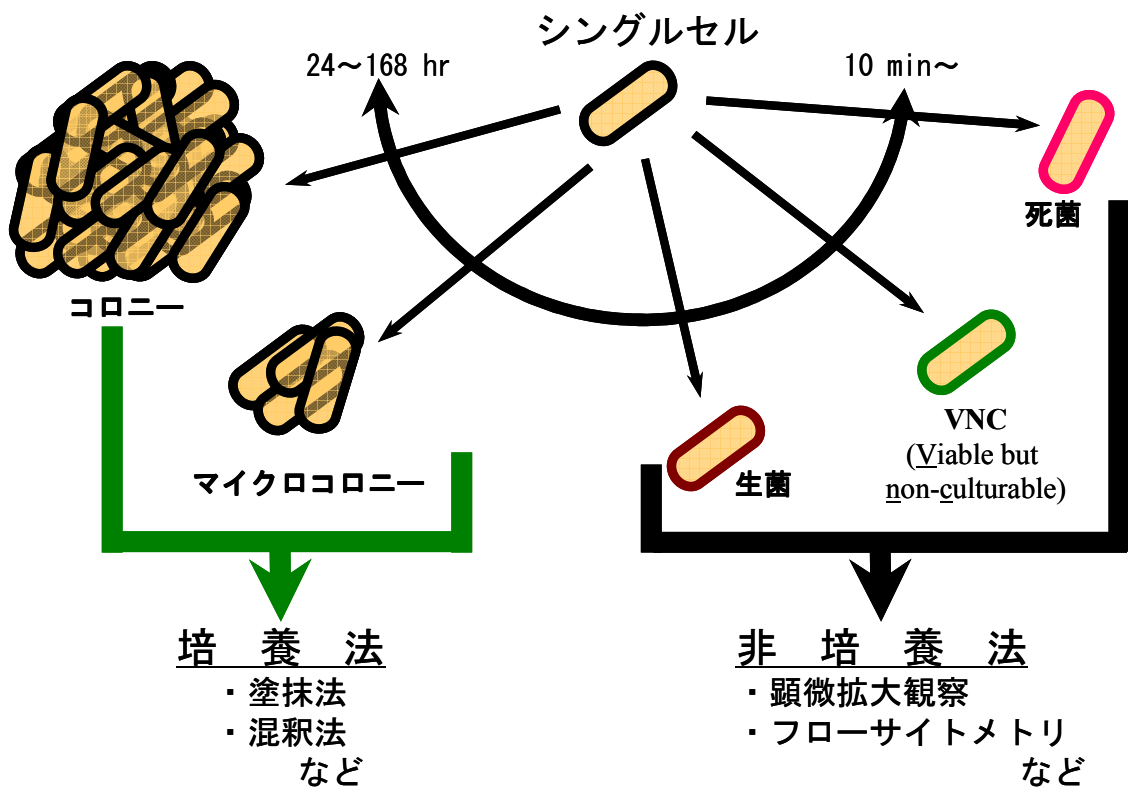 シングルセル
24～168 hr
10 min～
死菌
コロニー
VNC
(Viable but
non-culturable)
マイクロコロニー
生菌
培　養　法
・塗抹法
・混釈法
など
非　培　養　法
・顕微拡大観察
・フローサイトメトリ
など